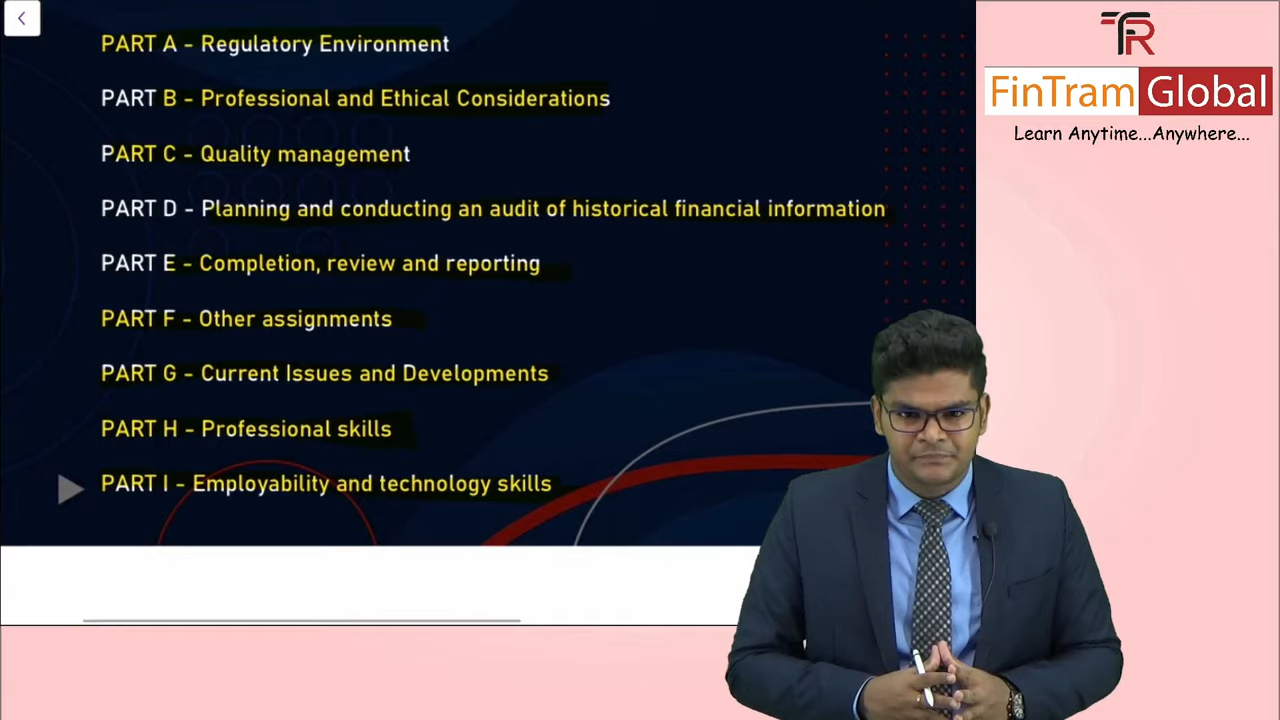 PART A - Regulatory Environment
PART B - Professional and Ethical Considerations
PART C - Quality management
PART D - Planning and conducting an audit of historical financial information
PART E - Completion, review and reporting
PART F - Other assignments
PART G - Current Issues and Developments
PART H - Professional skills
PART I - Employability and technology skills
TFR
FinTram Global
Learn Anytime...Anywhere...